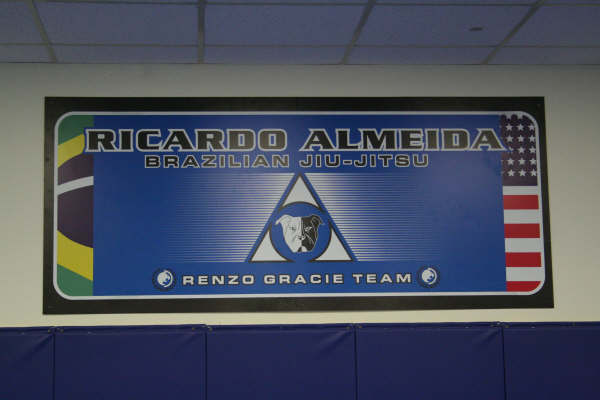 RICARDO ALMEIDA
BRAZILIAN JIU-JITSU
RENZO GRACIE TEAM